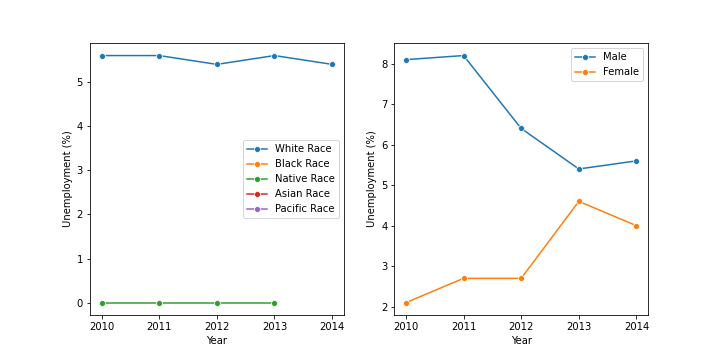 Unemployment (%)
5
4
3
2
1
0
2010 2011 2012 2013 2014
Year
White Race
Black Race
Native Race
Asian Race
Pacific Race
Unemployment (%)
8
7
6
5
4
3
2
2010 2011 2012 2013 2014
Year
Male
Female